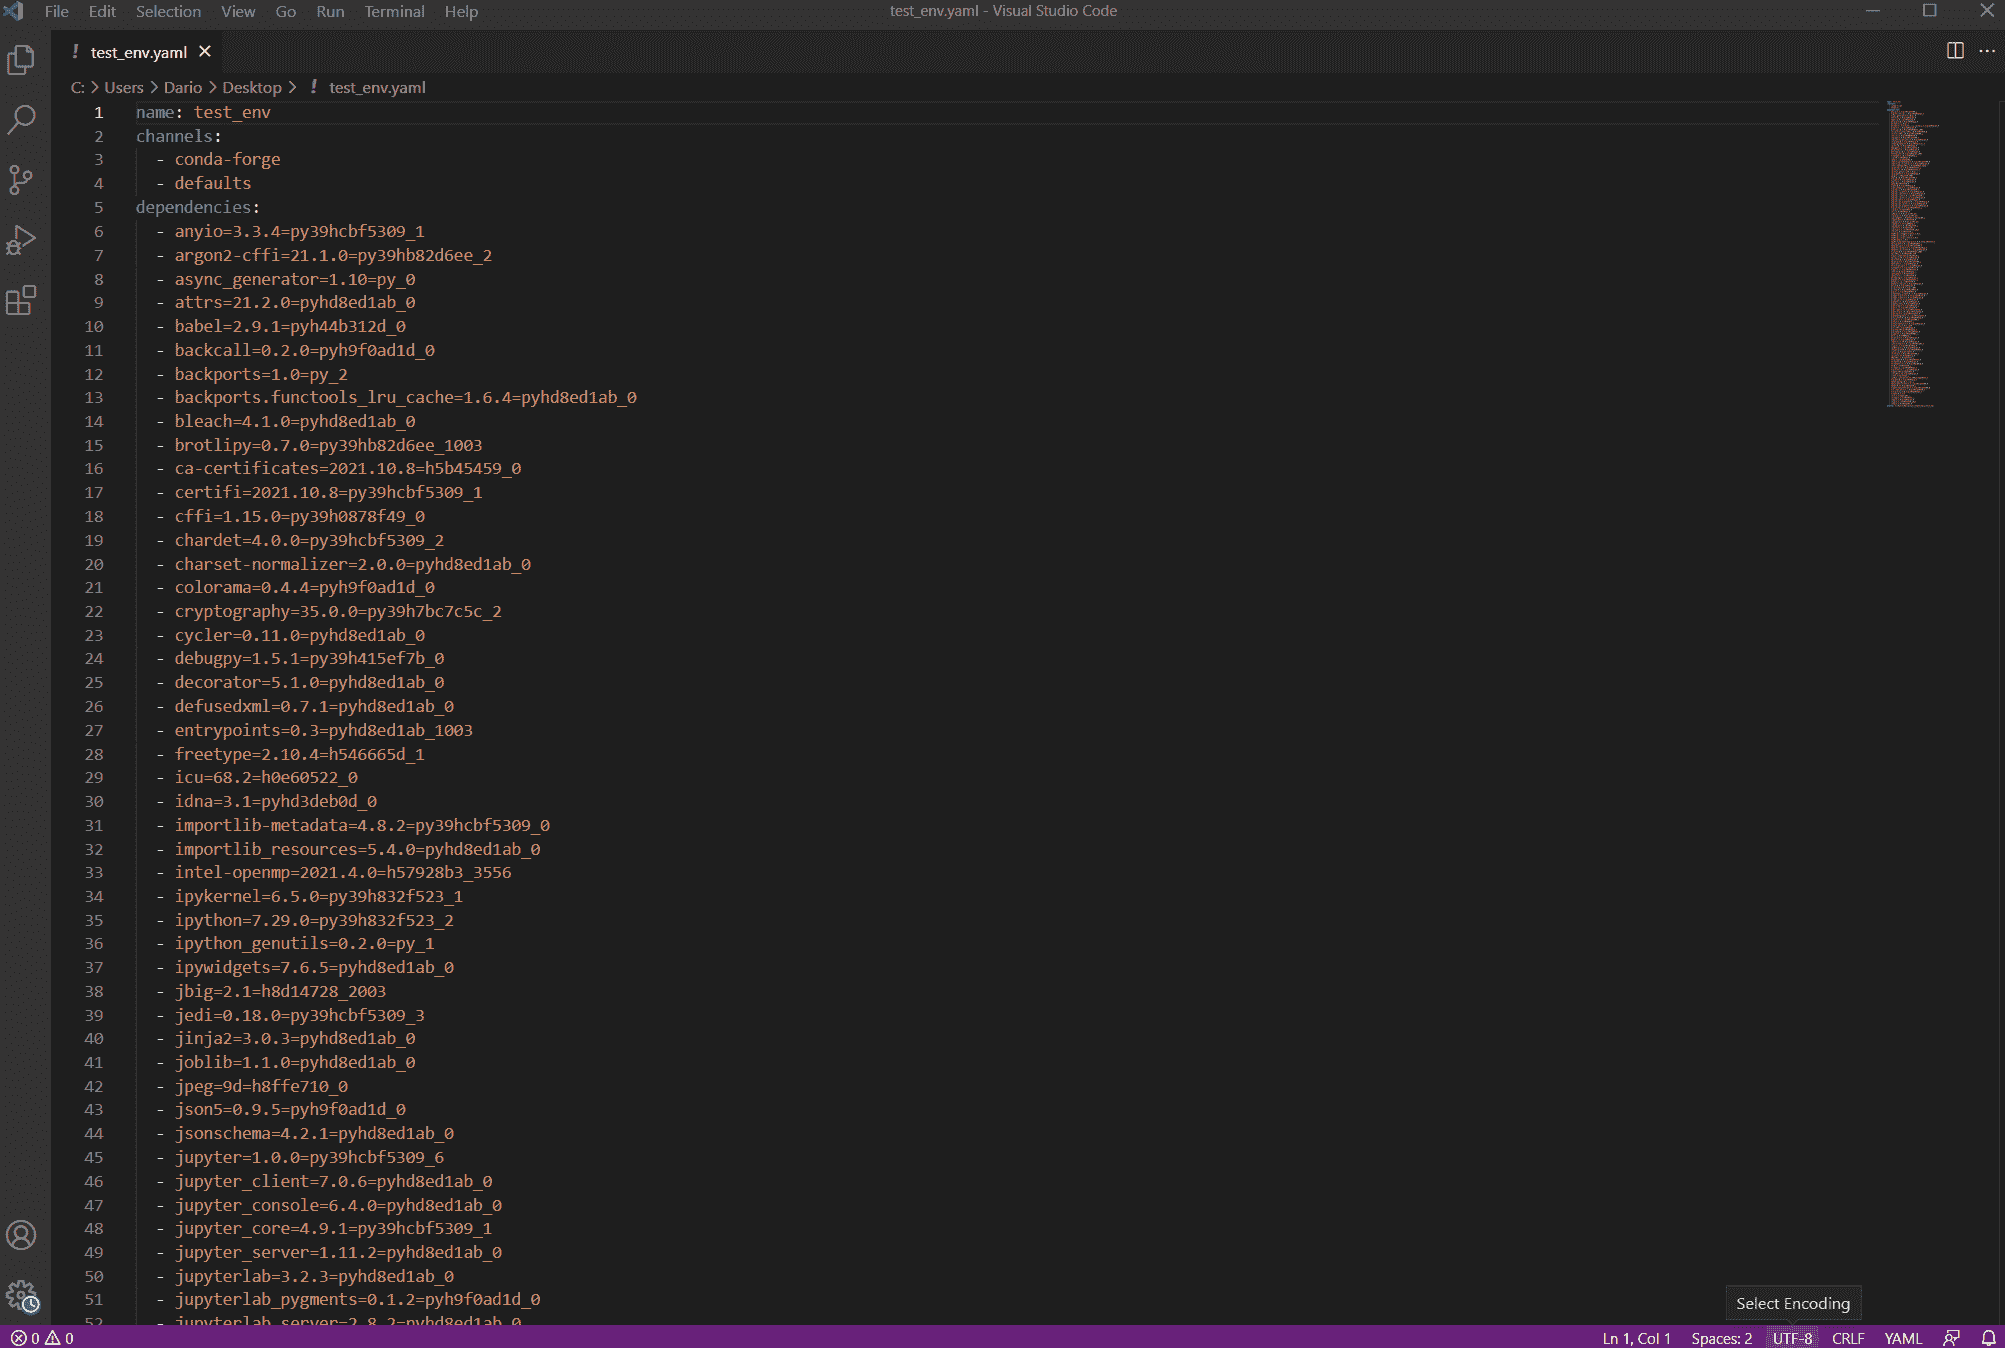 File Edit Selection View Go Run Terminal Help
test_env.yaml - Visual Studio Code
! test_env.yaml ×
C: > Users > Dario > Desktop > ! test_env.yaml
1 name: test_env
2 channels:
3 - conda-forge
4 - defaults
5 dependencies:
6 - anyio=3.3.4=py39hcbf5309_1
7 - argon2-cffi=21.1.0=py39hb82d6ee_2
8 - async_generator=1.10=py_0
9 - attrs=21.2.0=pyhd8ed1ab_0
10 - babel=2.9.1=pyh44b312d_0
11 - backcall=0.2.0=pyh9f0ad1d_0
12 - backports=1.0=py_2
13 - backports.functools_lru_cache=1.6.4=pyhd8ed1ab_0
14 - bleach=4.1.0=pyhd8ed1ab_0
15 - brotlipy=0.7.0=py39hb82d6ee_1003
16 - ca-certificates=2021.10.8=h5b45459_0
17 - certifi=2021.10.8=py39hcbf5309_1
18 - cffi=1.15.0=py39h0878f49_0
19 - chardet=4.0.0=py39hcbf5309_2
20 - charset-normalizer=2.0.0=pyhd8ed1ab_0
21 - colorama=0.4.4=pyh9f0ad1d_0
22 - cryptography=35.0.0=py39h7bc7c5c_2
23 - cycler=0.11.0=pyhd8ed1ab_0
24 - debugpy=1.5.1=py39h415ef7b_0
25 - decorator=5.1.0=pyhd8ed1ab_0
26 - defusedxml=0.7.1=pyhd8ed1ab_0
27 - entrypoints=0.3=pyhd8ed1ab_1003
28 - freetype=2.10.4=h546665d_1
29 - icu=68.2=h0e60522_0
30 - idna=3.1=pyhd3deb0d_0
31 - importlib-metadata=4.8.2=py39hcbf5309_0
32 - importlib_resources=5.4.0=pyhd8ed1ab_0
33 - intel-openmp=2021.4.0=h57928b3_3556
34 - ipykernel=6.5.0=py39h832f523_1
35 - ipython=7.29.0=py39h832f523_2
36 - ipython_genutils=0.2.0=py_1
37 - ipywidgets=7.6.5=pyhd8ed1ab_0
38 - jbig=2.1=h8d14728_2003
39 - jedi=0.18.0=py39hcbf5309_3
40 - jinja2=3.0.3=pyhd8ed1ab_0
41 - joblib=1.1.0=pyhd8ed1ab_0
42 - jpeg=9d=h8ffe710_0
43 - json5=0.9.5=pyh9f0ad1d_0
44 - jsonschema=4.2.1=pyhd8ed1ab_0
45 - jupyter=1.0.0=py39hcbf5309_6
46 - jupyter_client=7.0.6=pyhd8ed1ab_0
47 - jupyter_console=6.4.0=pyhd8ed1ab_0
48 - jupyter_core=4.9.1=py39hcbf5309_1
49 - jupyter_server=1.11.2=pyhd8ed1ab_0
50 - jupyterlab=3.2.3=pyhd8ed1ab_0
51 - jupyterlab_pygments=0.1.2=pyh9f0ad1d_0
52 - jupyterlab_server=2.8.2=pyhd8ed1ab_0
Select Encoding
0 0 Ln 1, Col 1 Spaces: 2 UTF-8 CRLF YAML